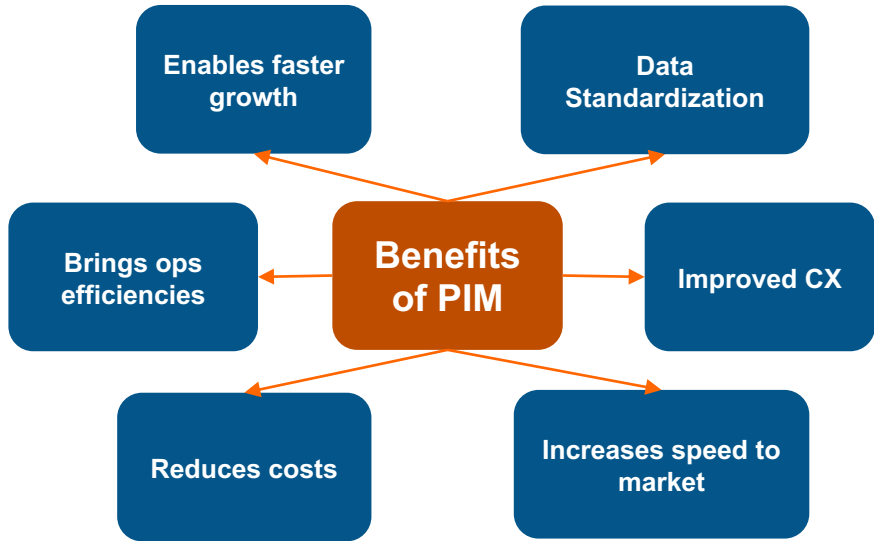 Enables faster
growth
Data
Standardization
Brings ops
efficiencies
Benefits
of PIM
Improved CX
Reduces costs
Increases speed to
market